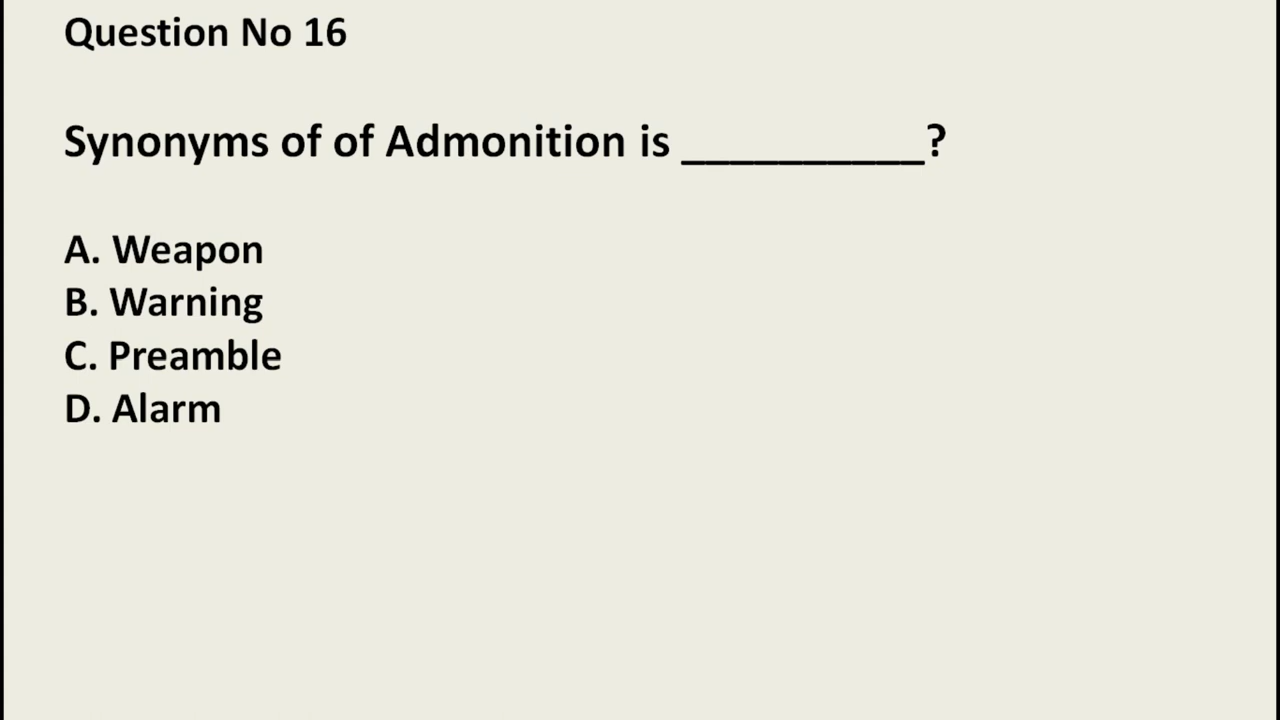 Question No 16
Synonyms of of Admonition is __________?
A. Weapon
B. Warning
C. Preamble
D. Alarm